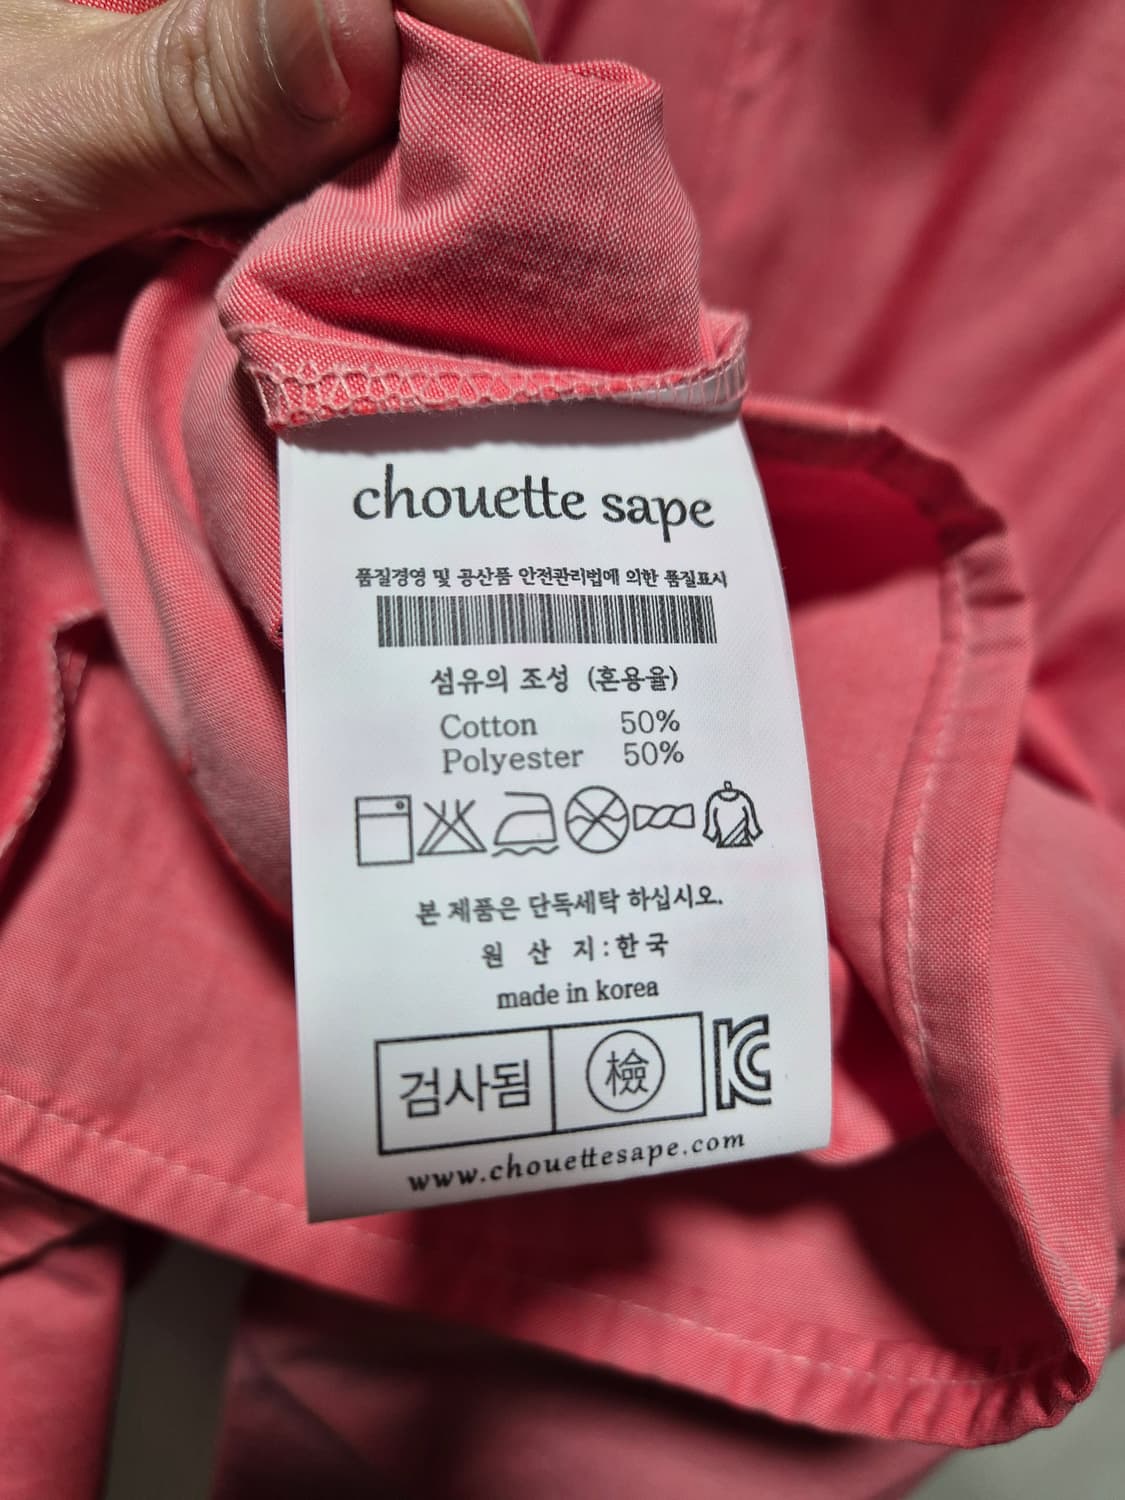 chouette sape
품질경영 및 공산품 안전관리법에 의한 품질표시
섬유의 조성 (혼용율)
Cotton 50%
Polyester 50%
본 제품은 단독세탁 하십시오.
원 산 지 : 한 국
made in korea
검사됨 檢 KC
www.chouettesape.com